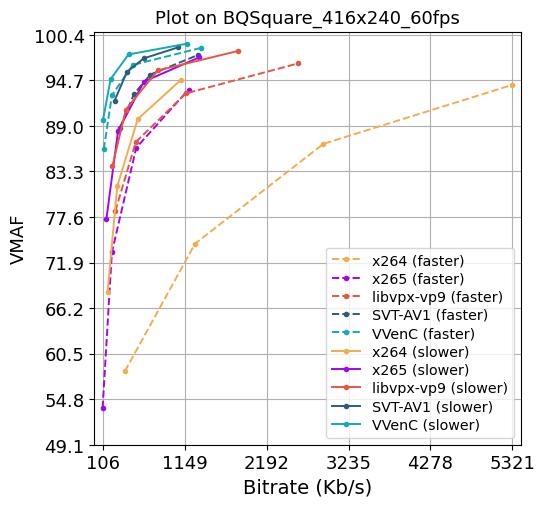 Plot on BQSquare_416x240_60fps
100.4
94.7
89.0
83.3
77.6
71.9
66.2
60.5
54.8
49.1
VMAF
x264 (faster)
x265 (faster)
libvpx-vp9 (faster)
SVT-AV1 (faster)
VVenC (faster)
x264 (slower)
x265 (slower)
libvpx-vp9 (slower)
SVT-AV1 (slower)
VVenC (slower)
106 1149 2192 3235 4278 5321
Bitrate (Kb/s)